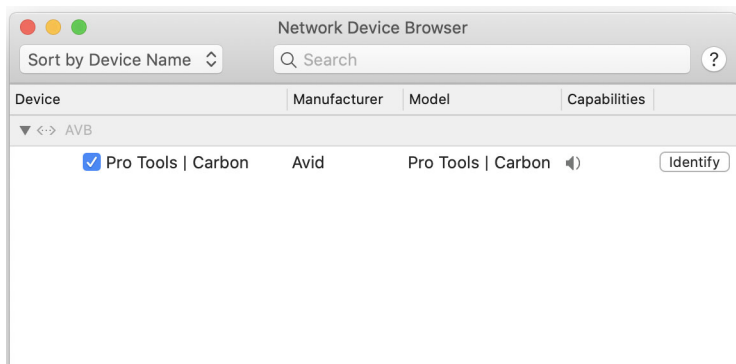 Network Device Browser
Sort by Device Name
Search
?
Device Manufacturer Model Capabilities
AVB
Pro Tools | Carbon Avid Pro Tools | Carbon Identify